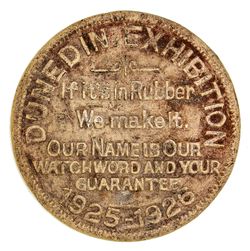 DUNEDIN EXHIBITION
If it's in Rubber
We make It.
OUR NAME IS OUR
WATCHWORD AND YOUR
GUARANTEE
1925-1926